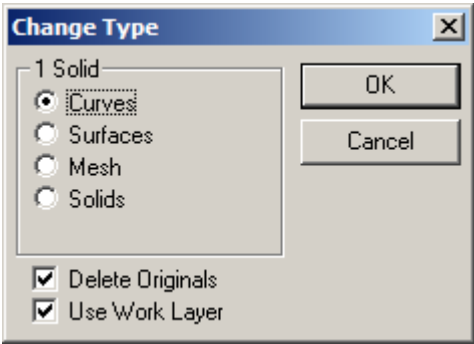 Change Type
1 Solid
Curves
Surfaces
Mesh
Solids
OK
Cancel
Delete Originals
Use Work Layer